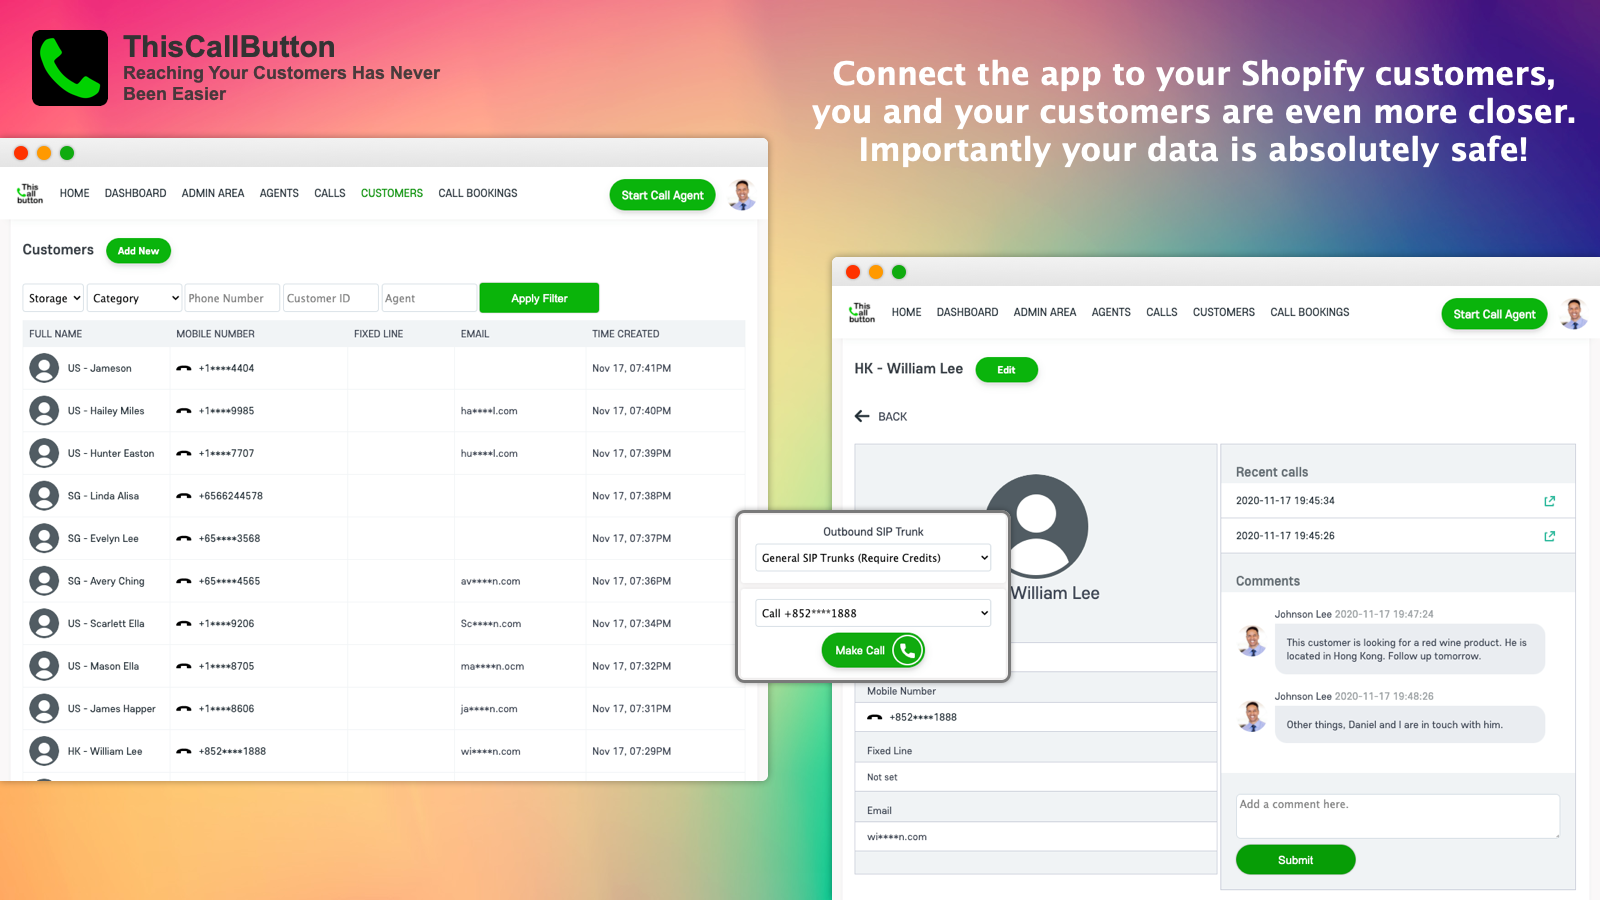 ThisCallButton
Reaching Your Customers Has Never
Been Easier
Connect the app to your Shopify customers,
you and your customers are even more closer.
Importantly your data is absolutely safe!
This
all
button
HOME DASHBOARD ADMIN AREA AGENTS CALLS CUSTOMERS CALL BOOKINGS
Start Call Agent
Customers Add New
Storage Category Phone Number Customer ID Agent Apply Filter
FULL NAME MOBILE NUMBER FIXED LINE EMAIL TIME CREATED
US - Jameson +1****4404 Nov 17, 07:41PM
US - Hailey Miles +1****9985 ha****l.com Nov 17, 07:40PM
US - Hunter Easton +1****7707 hu****l.com Nov 17, 07:39PM
SG - Linda Alisa +6566244578 Nov 17, 07:38PM
SG - Evelyn Lee +65****3568 Nov 17, 07:37PM
SG - Avery Ching +65****4565 av****n.com Nov 17, 07:36PM
US - Scarlett Ella +1****9206 Sc****n.com Nov 17, 07:34PM
US - Mason Ella +1****8705 ma****n.ocm Nov 17, 07:32PM
US - James Happer +1****8606 ja****n.com Nov 17, 07:31PM
HK - William Lee +852****1888 wi****n.com Nov 17, 07:29PM
Outbound SIP Trunk
General SIP Trunks (Require Credits)
Call +852****1888
Make Call
This
all
button
HOME DASHBOARD ADMIN AREA AGENTS CALLS CUSTOMERS CALL BOOKINGS
Start Call Agent
HK - William Lee Edit
BACK
William Lee
Mobile Number
+852****1888
Fixed Line
Not set
Email
wi****n.com
Recent calls
2020-11-17 19:45:34
2020-11-17 19:45:26
Comments
Johnson Lee 2020-11-17 19:47:24
This customer is looking for a red wine product. He is
located in Hong Kong. Follow up tomorrow.
Johnson Lee 2020-11-17 19:48:26
Other things, Daniel and I are in touch with him.
Add a comment here.
Submit